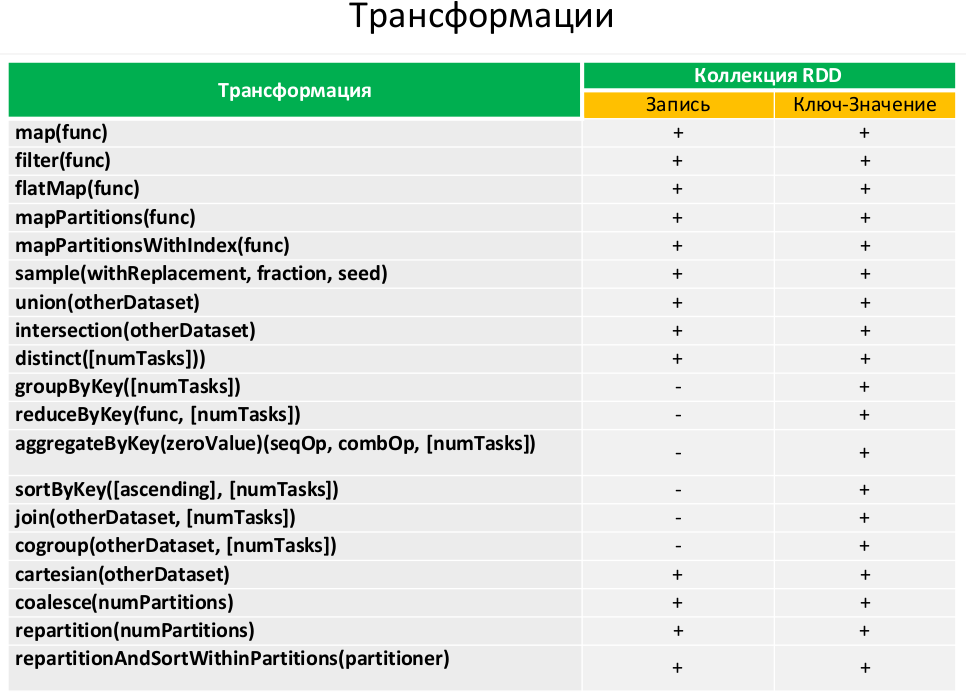 Трансформации
Трансформация
Коллекция RDD
Запись Ключ-Значение
map(func) + +
filter(func) + +
flatMap(func) + +
mapPartitions(func) + +
mapPartitionsWithIndex(func) + +
sample(withReplacement, fraction, seed) + +
union(otherDataset) + +
intersection(otherDataset) + +
distinct([numTasks])) + +
groupByKey([numTasks]) - +
reduceByKey(func, [numTasks]) - +
aggregateByKey(zeroValue)(seqOp, combOp, [numTasks]) - +
sortByKey([ascending], [numTasks]) - +
join(otherDataset, [numTasks]) - +
cogroup(otherDataset, [numTasks]) - +
cartesian(otherDataset) + +
coalesce(numPartitions) + +
repartition(numPartitions) + +
repartitionAndSortWithinPartitions(partitioner) + +